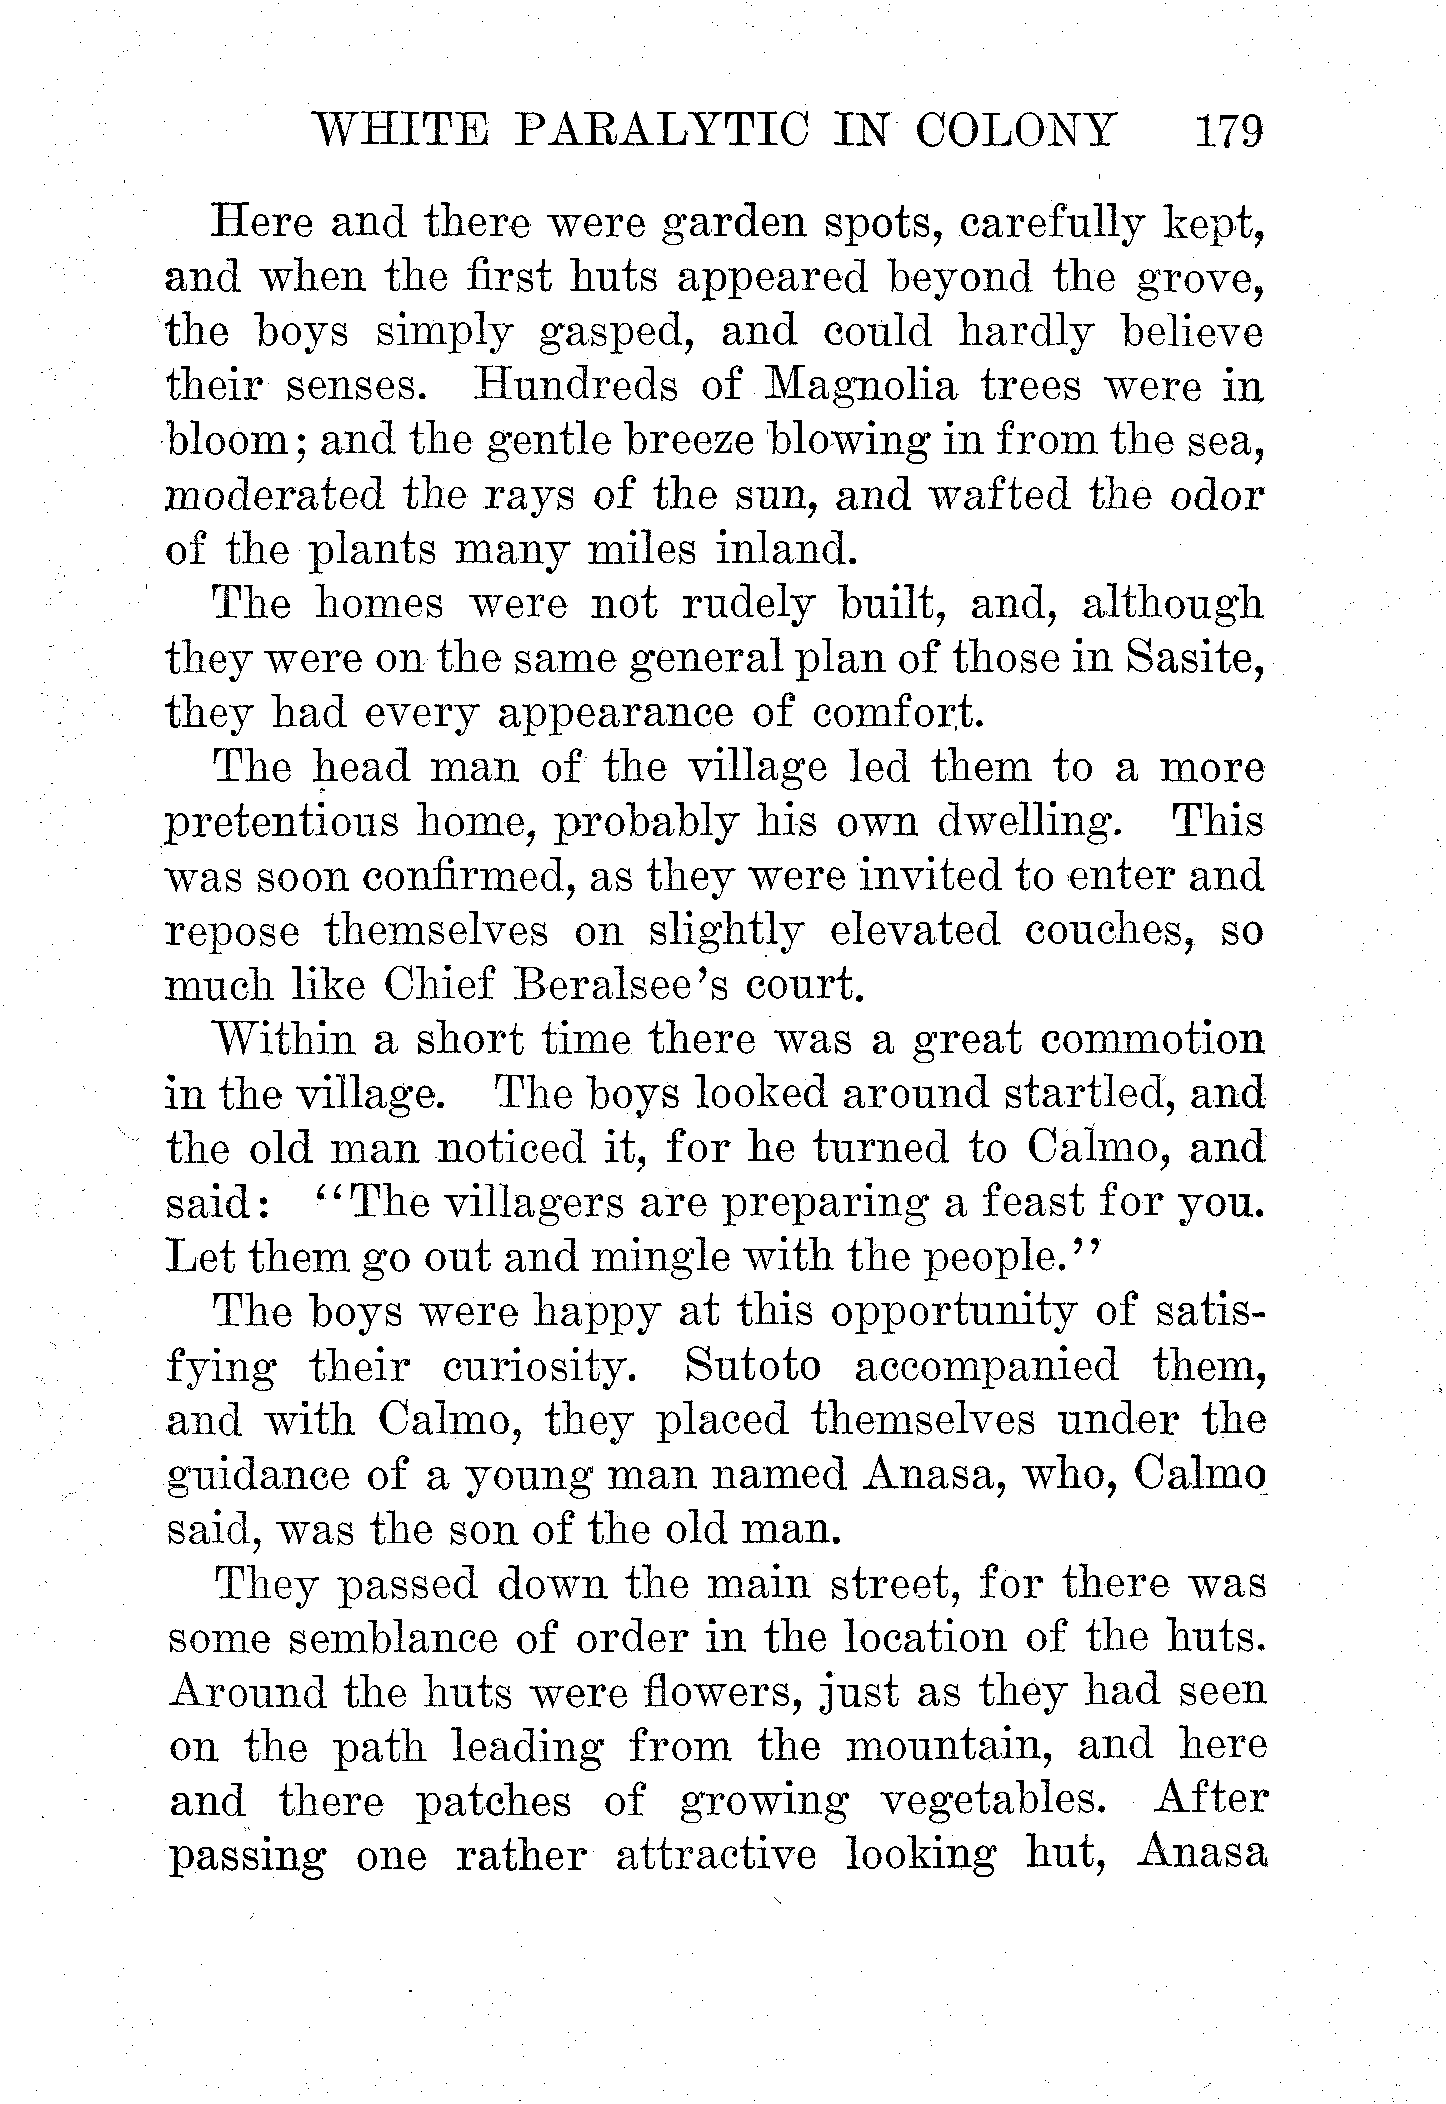 WHITE PARALYTIC IN COLONY 179
Here and there were garden spots, carefully kept,
and when the first huts appeared beyond the grove,
the boys simply gasped, and could hardly believe
their senses. Hundreds of Magnolia trees were in
bloom; and the gentle breeze blowing in from the sea,
moderated the rays of the sun, and wafted the odor
of the plants many miles inland.
The homes were not rudely built, and, although
they were on the same general plan of those in Sasite,
they had every appearance of comfort.
The head man of the village led them to a more
pretentious home, probably his own dwelling. This
was soon confirmed, as they were invited to enter and
repose themselves on slightly elevated couches, so
much like Chief Beralsee's court.
Within a short time there was a great commotion
in the village. The boys looked around startled, and
the old man noticed it, for he turned to Calmo, and
said: "The villagers are preparing a feast for you.
Let them go out and mingle with the people."
The boys were happy at this opportunity of satis-
fying their curiosity. Sutoto accompanied them,
and with Calmo, they placed themselves under the
guidance of a young man named Anasa, who, Calmo
said, was the son of the old man.
They passed down the main street, for there was
some semblance of order in the location of the huts.
Around the huts were flowers, just as they had seen
on the path leading from the mountain, and here
and there patches of growing vegetables. After
passing one rather attractive looking hut, Anasa